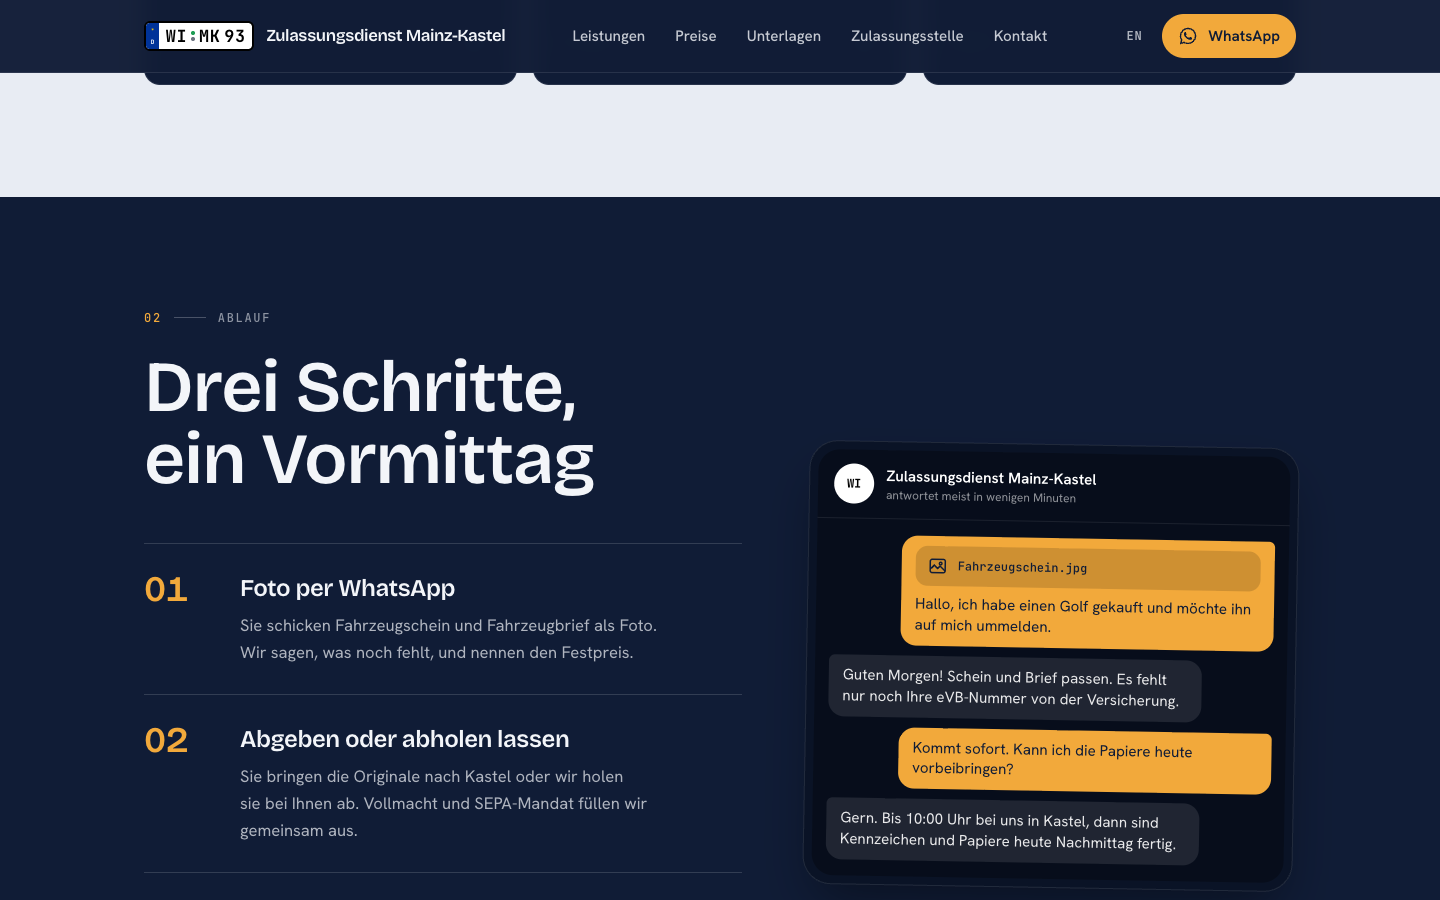 D
WI:MK 93
Zulassungsdienst Mainz-Kastel
Leistungen
Preise
Unterlagen
Zulassungsstelle
Kontakt
EN
WhatsApp
02
ABLAUF
Drei Schritte,
ein Vormittag
01
Foto per WhatsApp
Sie schicken Fahrzeugschein und Fahrzeugbrief als Foto.
Wir sagen, was noch fehlt, und nennen den Festpreis.
02
Abgeben oder abholen lassen
Sie bringen die Originale nach Kastel oder wir holen
sie bei Ihnen ab. Vollmacht und SEPA-Mandat füllen wir
gemeinsam aus.
WI
Zulassungsdienst Mainz-Kastel
antwortet meist in wenigen Minuten
Fahrzeugschein.jpg
Hallo, ich habe einen Golf gekauft und möchte ihn
auf mich ummelden.
Guten Morgen! Schein und Brief passen. Es fehlt
nur noch Ihre eVB-Nummer von der Versicherung.
Kommt sofort. Kann ich die Papiere heute
vorbeibringen?
Gern. Bis 10:00 Uhr bei uns in Kastel, dann sind
Kennzeichen und Papiere heute Nachmittag fertig.